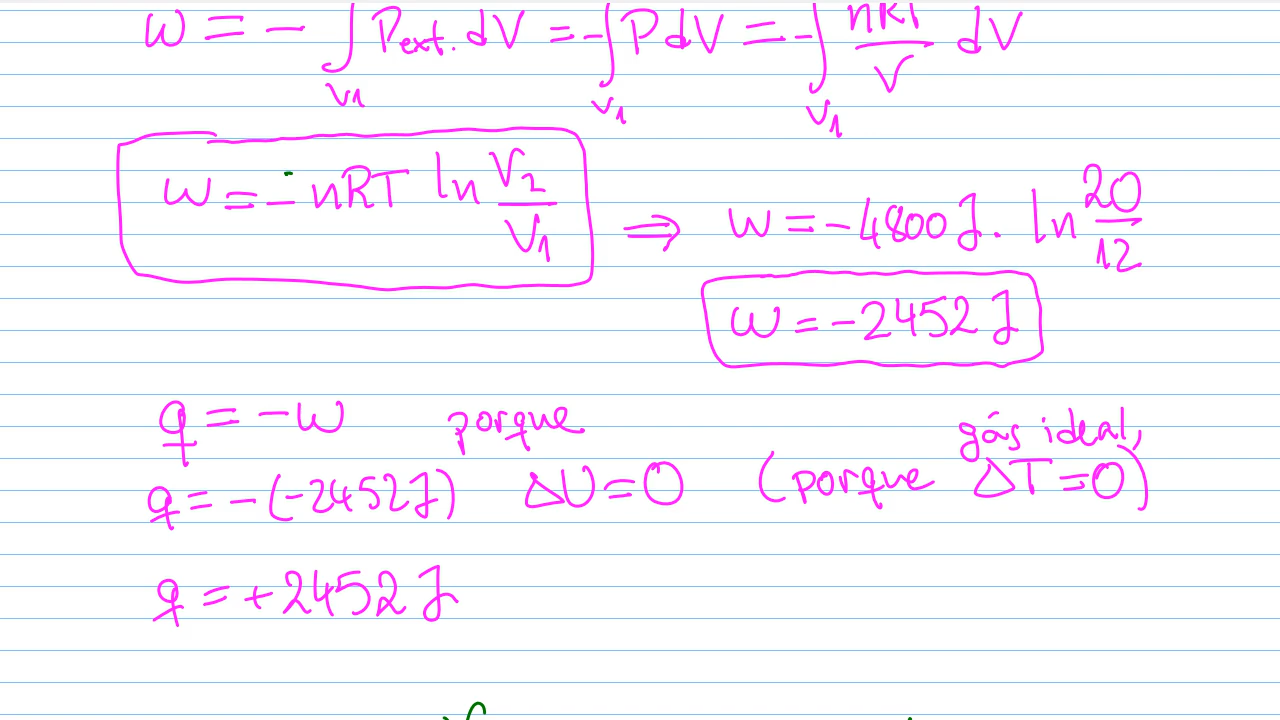 w = - ∫V1 Pext. dV = -∫V1 P dV = -∫V1 nRT/V dV
w = - nRT ln V2/V1 ⇒ w = -4800 J. ln 20/12
w = -2452 J
q = -w porque gás ideal,
q = -(-2452 J) ΔU=0 (porque ΔT=0)
q = +2452 J